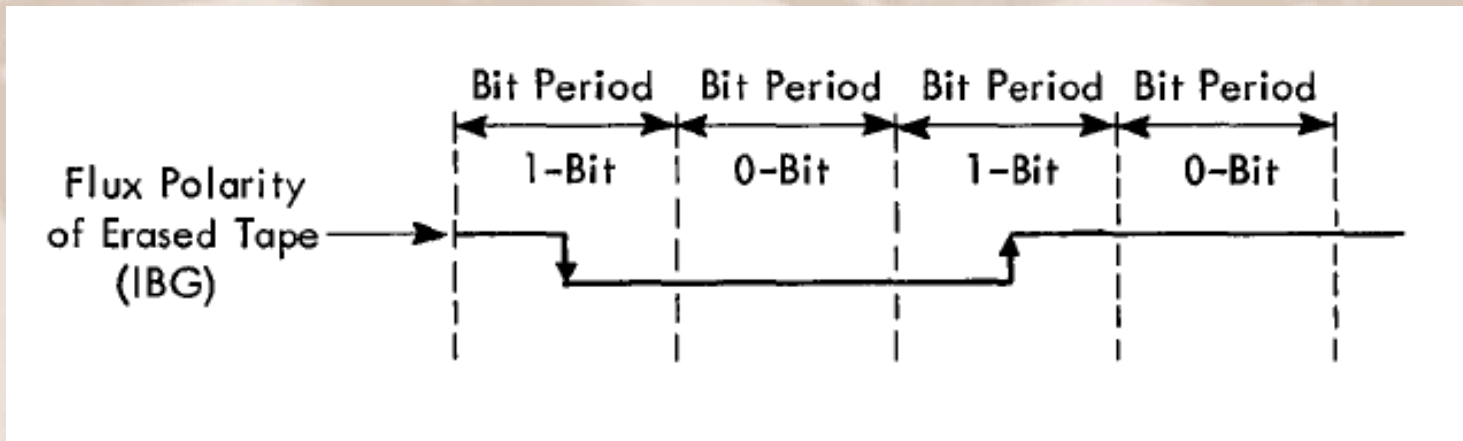 Bit Period Bit Period Bit Period Bit Period
1-Bit 0-Bit 1-Bit 0-Bit
Flux Polarity
of Erased Tape
(IBG)